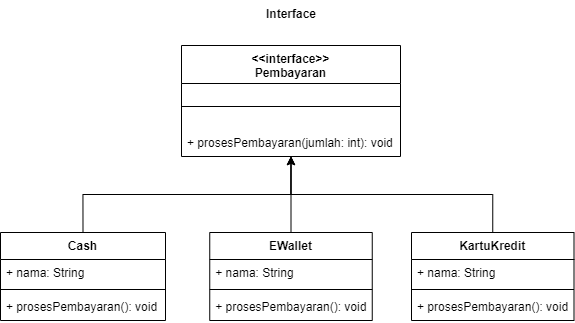 Interface
<<interface>>
Pembayaran
+ prosesPembayaran(jumlah: int): void
Cash
+ nama: String
+ prosesPembayaran(): void
EWallet
+ nama: String
+ prosesPembayaran(): void
KartuKredit
+ nama: String
+ prosesPembayaran(): void